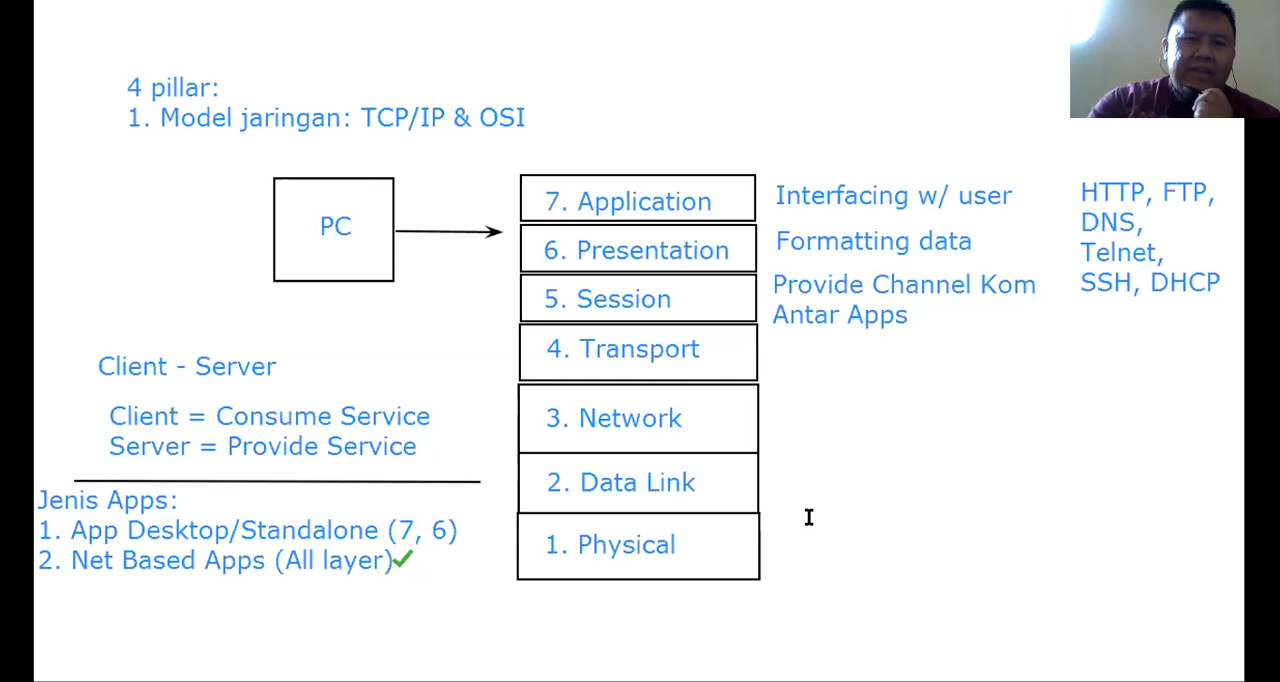 4 pillar:
1. Model jaringan: TCP/IP & OSI
PC
7. Application
6. Presentation
5. Session
4. Transport
3. Network
2. Data Link
1. Physical
Interfacing w/ user
Formatting data
Provide Channel Kom
Antar Apps
HTTP, FTP,
DNS,
Telnet,
SSH, DHCP
Client - Server
Client = Consume Service
Server = Provide Service
Jenis Apps:
1. App Desktop/Standalone (7, 6)
2. Net Based Apps (All layer)